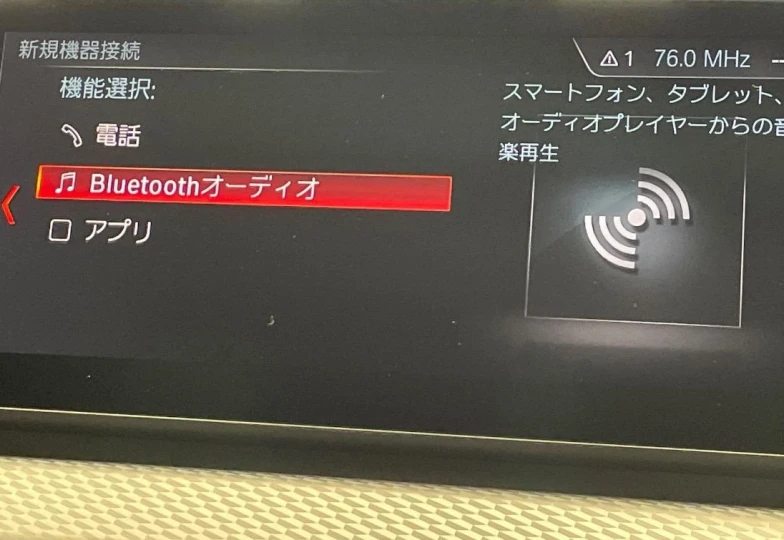 新規機器接続
⚠1 76.0 MHz --
機能選択:
電話
Bluetoothオーディオ
アプリ
スマートフォン、タブレット、
オーディオプレイヤーからの音
楽再生